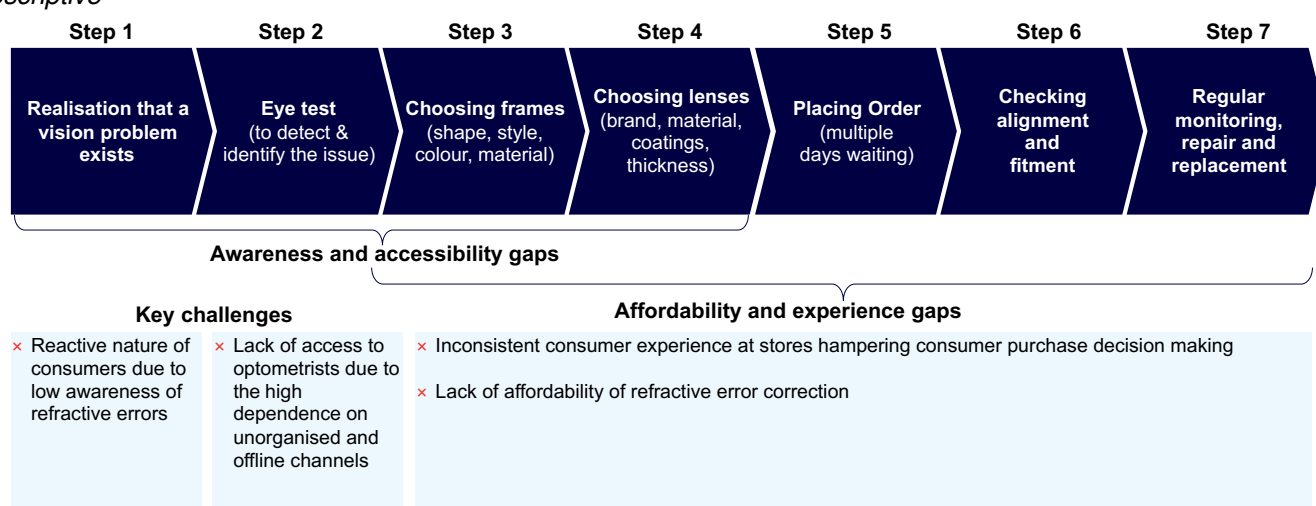 Step 1 Step 2 Step 3 Step 4 Step 5 Step 6 Step 7
Realisation that a
vision problem
exists
Eye test
(to detect &
identify the issue)
Choosing frames
(shape, style,
colour, material)
Choosing lenses
(brand, material,
coatings,
thickness)
Placing Order
(multiple
days waiting)
Checking
alignment
and
fitment
Regular
monitoring,
repair and
replacement
Awareness and accessibility gaps
Affordability and experience gaps
Key challenges
× Reactive nature of
consumers due to
low awareness of
refractive errors
× Lack of access to
optometrists due to
the high
dependence on
unorganised and
offline channels
× Inconsistent consumer experience at stores hampering consumer purchase decision making
× Lack of affordability of refractive error correction